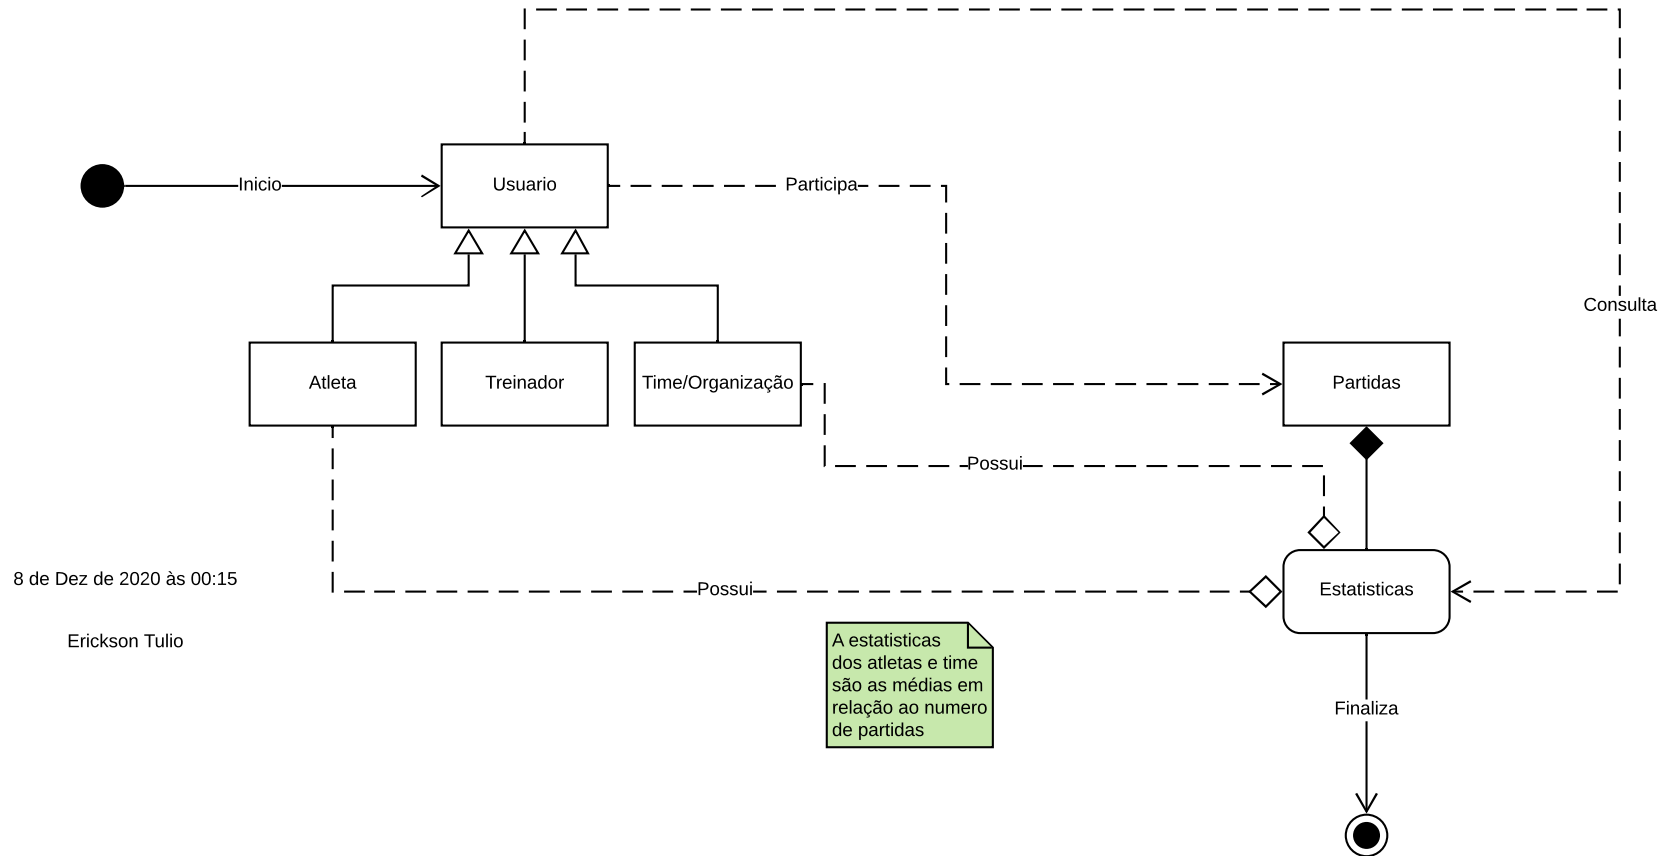 Inicio
Usuario
Participa
Consulta
Atleta
Treinador
Time/Organização
Partidas
Possui
8 de Dez de 2020 às 00:15
Possui
Estatisticas
Erickson Tulio
A estatisticas
dos atletas e time
são as médias em
relação ao numero
de partidas
Finaliza